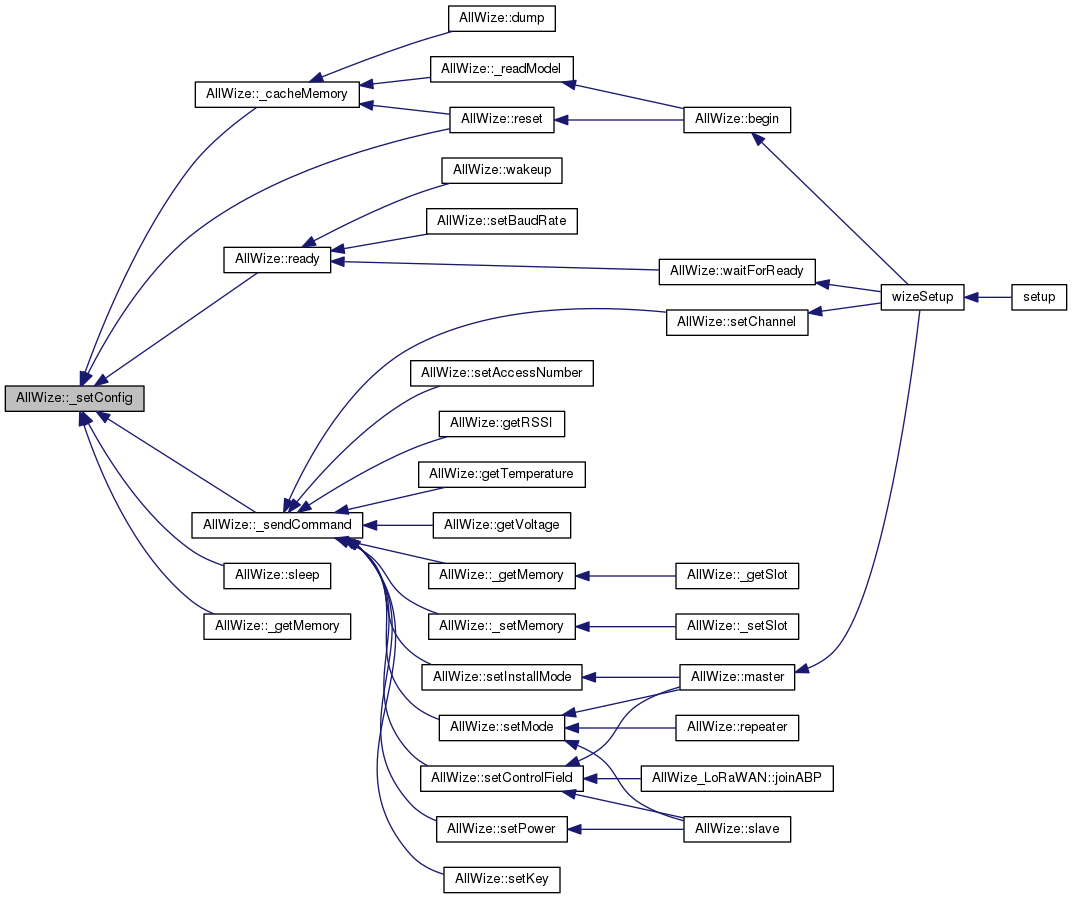 AllWize::dump
AllWize::_readModel
AllWize::_cacheMemory
AllWize::reset
AllWize::begin
AllWize::wakeup
AllWize::setBaudRate
AllWize::ready
AllWize::waitForReady
wizeSetup
setup
AllWize::setChannel
AllWize::setAccessNumber
AllWize::_setConfig
AllWize::getRSSI
AllWize::getTemperature
AllWize::_sendCommand
AllWize::getVoltage
AllWize::sleep
AllWize::_getMemory
AllWize::_getSlot
AllWize::_getMemory
AllWize::_setMemory
AllWize::_setSlot
AllWize::setInstallMode
AllWize::master
AllWize::setMode
AllWize::repeater
AllWize::setControlField
AllWize_LoRaWAN::joinABP
AllWize::setPower
AllWize::slave
AllWize::setKey